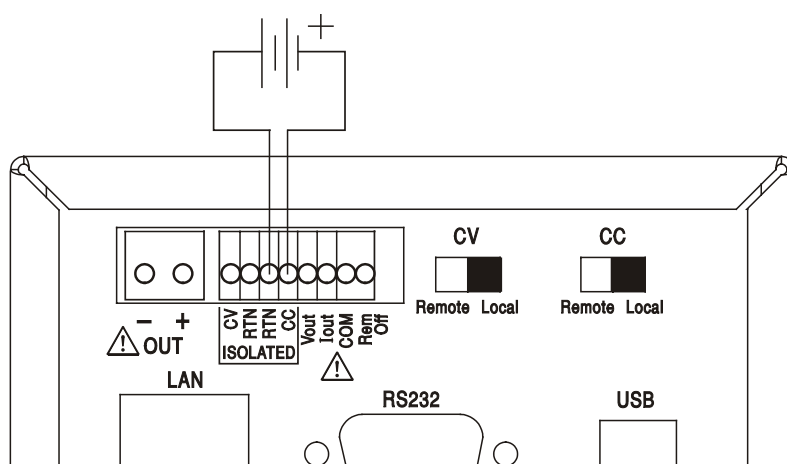 +
CV CC
Remote Local Remote Local
- +
OUT
CV
RTN
RTN
CC
Vout
Iout
COM
Rem
Off
ISOLATED
!
!
LAN
RS232
USB